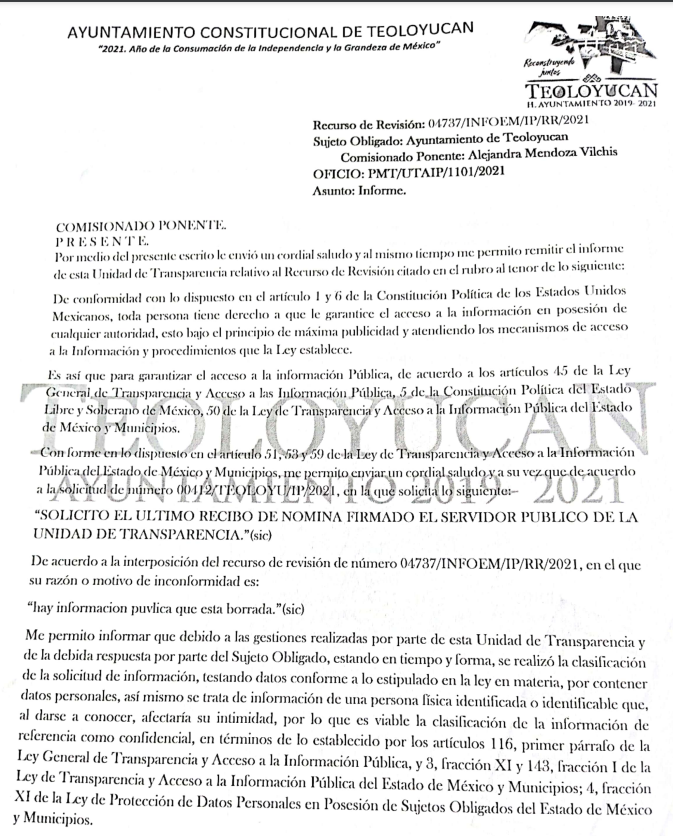 AYUNTAMIENTO CONSTITUCIONAL DE TEOLOYUCAN
"2021. Año de la Consumación de la Independencia y la Grandeza de México"
Reconstruyendo
juntos
TEOLOYUCAN
H. AYUNTAMIENTO 2019- 2021
Recurso de Revisión: 04737/INFOEM/IP/RR/2021
Sujeto Obligado: Ayuntamiento de Teoloyucan
Comisionado Ponente: Alejandra Mendoza Vilchis
OFICIO: PMT/UTAIP/1101/2021
Asunto: Informe.
COMISIONADO PONENTE.
P R E S E N T E.
Por medio del presente escrito le envió un cordial saludo y al mismo tiempo me permito remitir el informe
de esta Unidad de Transparencia relativo al Recurso de Revisión citado en el rubro al tenor de lo siguiente:
De conformidad con lo dispuesto en el artículo 1 y 6 de la Constitución Política de los Estados Unidos
Mexicanos, toda persona tiene derecho a que le garantice el acceso a la información en posesión de
cualquier autoridad, esto bajo el principio de máxima publicidad y atendiendo los mecanismos de acceso
a la Información y procedimientos que la Ley establece.
Es así que para garantizar el acceso a la información Pública, de acuerdo a los artículos 45 de la Ley
General de Transparencia y Acceso a las Información Pública, 5 de la Constitución Política del Estado
Libre y Soberano de México, 50 de la Ley de Transparencia y Acceso a la Información Pública del Estado
de México y Municipios.
TEOLOYUCAN
Con forme en lo dispuesto en el artículo 51, 53 y 59 de la Ley de Transparencia y Acceso a la Información
Pública del Estado de México y Municipios, me permito enviar un cordial saludo y a su vez que de acuerdo
a la solicitud de número 00412/TEOLOYU/IP/2021, en la que solicita lo siguiente:–
AYUNTAMIENTO 2019 - 2021
"SOLICITO EL ULTIMO RECIBO DE NOMINA FIRMADO EL SERVIDOR PUBLICO DE LA
UNIDAD DE TRANSPARENCIA."(sic)
De acuerdo a la interposición del recurso de revisión de número 04737/INFOEM/IP/RR/2021, en el que
su razón o motivo de inconformidad es:
"hay informacion puvlica que esta borrada."(sic)
Me permito informar que debido a las gestiones realizadas por parte de esta Unidad de Transparencia y
de la debida respuesta por parte del Sujeto Obligado, estando en tiempo y forma, se realizó la clasificación
de la solicitud de información, testando datos conforme a lo estipulado en la ley en materia, por contener
datos personales, así mismo se trata de información de una persona física identificada o identificable que,
al darse a conocer, afectaría su intimidad, por lo que es viable la clasificación de la información de
referencia como confidencial, en términos de lo establecido por los artículos 116, primer párrafo de la
Ley General de Transparencia y Acceso a la Información Pública, y 3, fracción XI y 143, fracción I de la
Ley de Transparencia y Acceso a la Información Pública del Estado de México y Municipios; 4, fracción
XI de la Ley de Protección de Datos Personales en Posesión de Sujetos Obligados del Estado de México
y Municipios.